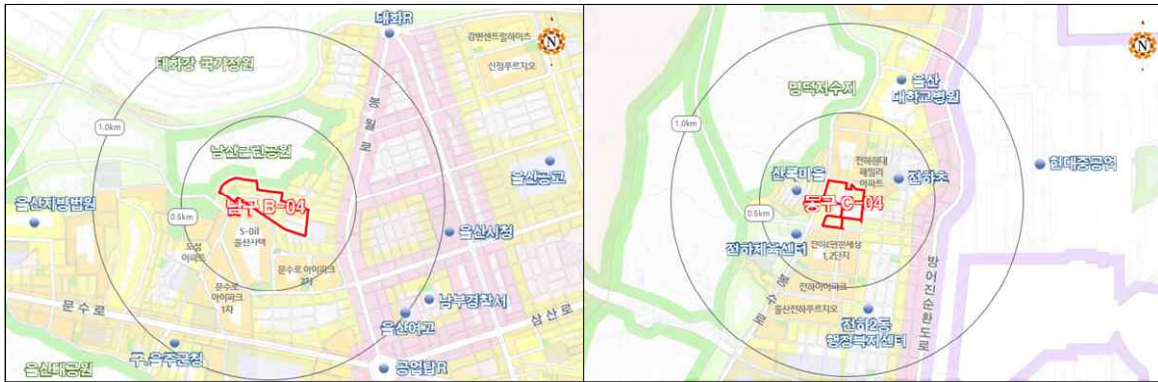 태화R
강변센트럴하이츠
신정푸르지오
N
태화강 국가정원
봉월로
1.0km
남산근린공원
울산공고
남구 B-04
울산지방법원
0.5km
S-Oil
울산사택
도성
아파트
울산시청
문수로 아이파크
2차
문수로
아이파크
1차
문수로
남부경찰서
울산여고
삼산로
구.울주군청
울산대공원
공업탑R
N
울산
대학교병원
명덕저수지
1.0km
전하현대
패밀리
아파트
현대중공업
산록마을
전하초
동구 C-04
0.5km
전하체육센터
전하e편한세상
1,2단지
방어진순환도로
봉수로
전하아이파크
울산전하푸르지오
전하2동
행정복지센터